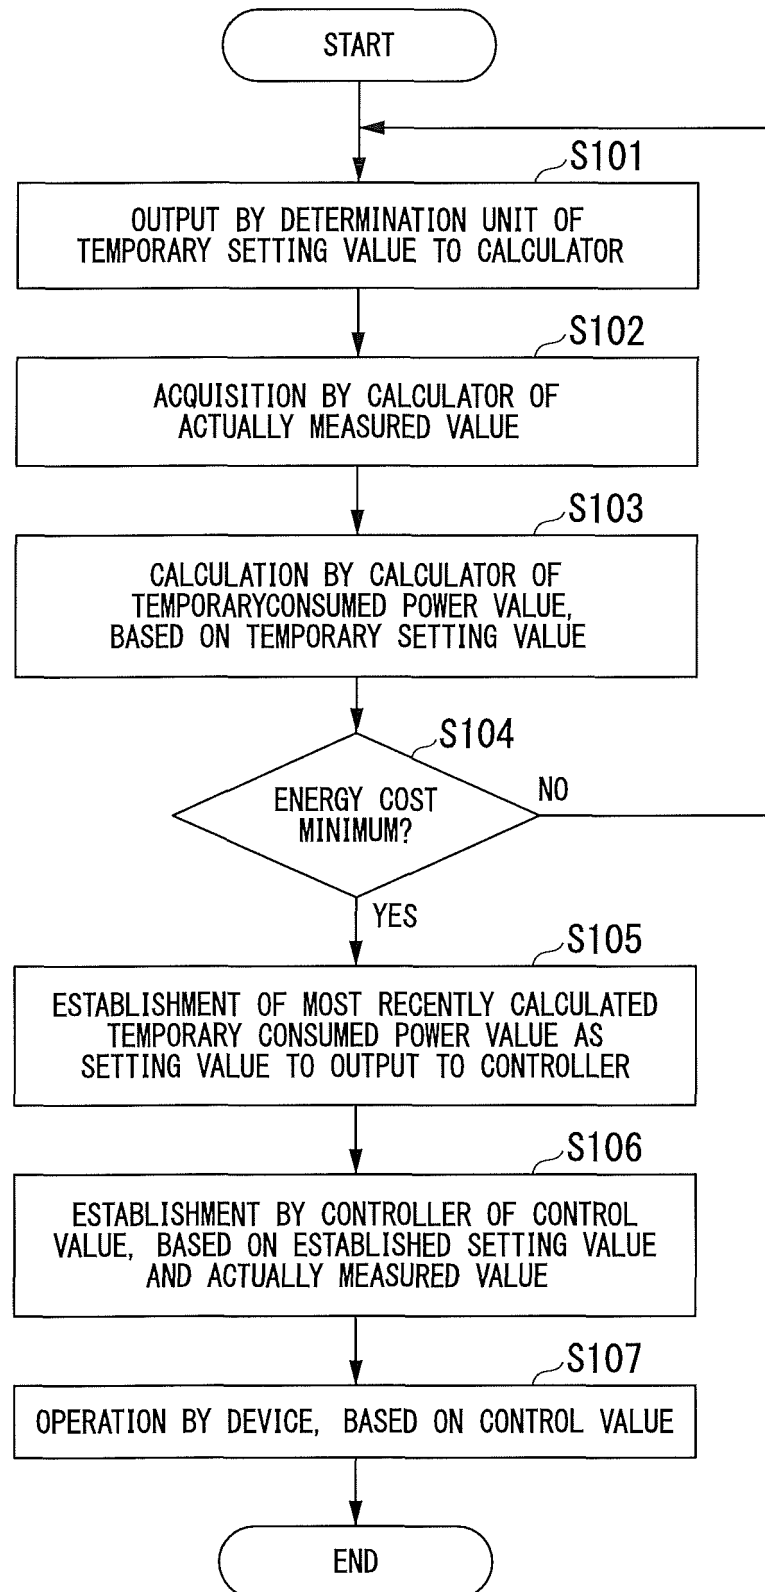 START
S101
OUTPUT BY DETERMINATION UNIT OF
TEMPORARY SETTING VALUE TO CALCULATOR
S102
ACQUISITION BY CALCULATOR OF
ACTUALLY MEASURED VALUE
S103
CALCULATION BY CALCULATOR OF
TEMPORARYCONSUMED POWER VALUE,
BASED ON TEMPORARY SETTING VALUE
S104
ENERGY COST
MINIMUM?
NO
YES
S105
ESTABLISHMENT OF MOST RECENTLY CALCULATED
TEMPORARY CONSUMED POWER VALUE AS
SETTING VALUE TO OUTPUT TO CONTROLLER
S106
ESTABLISHMENT BY CONTROLLER OF CONTROL
VALUE, BASED ON ESTABLISHED SETTING VALUE
AND ACTUALLY MEASURED VALUE
S107
OPERATION BY DEVICE, BASED ON CONTROL VALUE
END